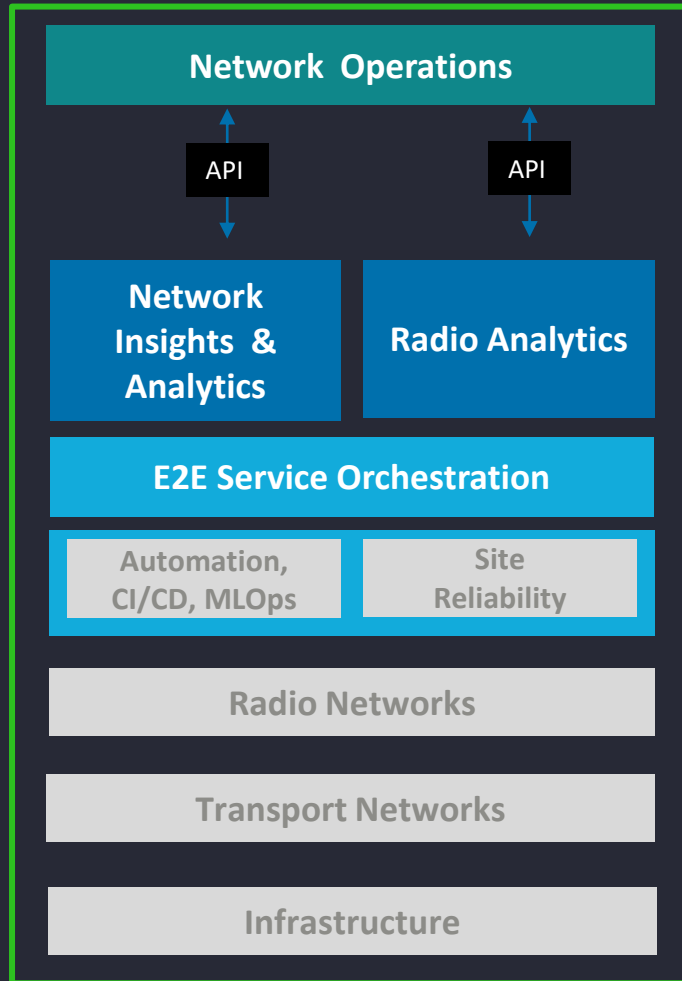 Network Operations
API
API
Network
Insights &
Analytics
Radio Analytics
E2E Service Orchestration
Automation,
CI/CD, MLOps
Site
Reliability
Radio Networks
Transport Networks
Infrastructure